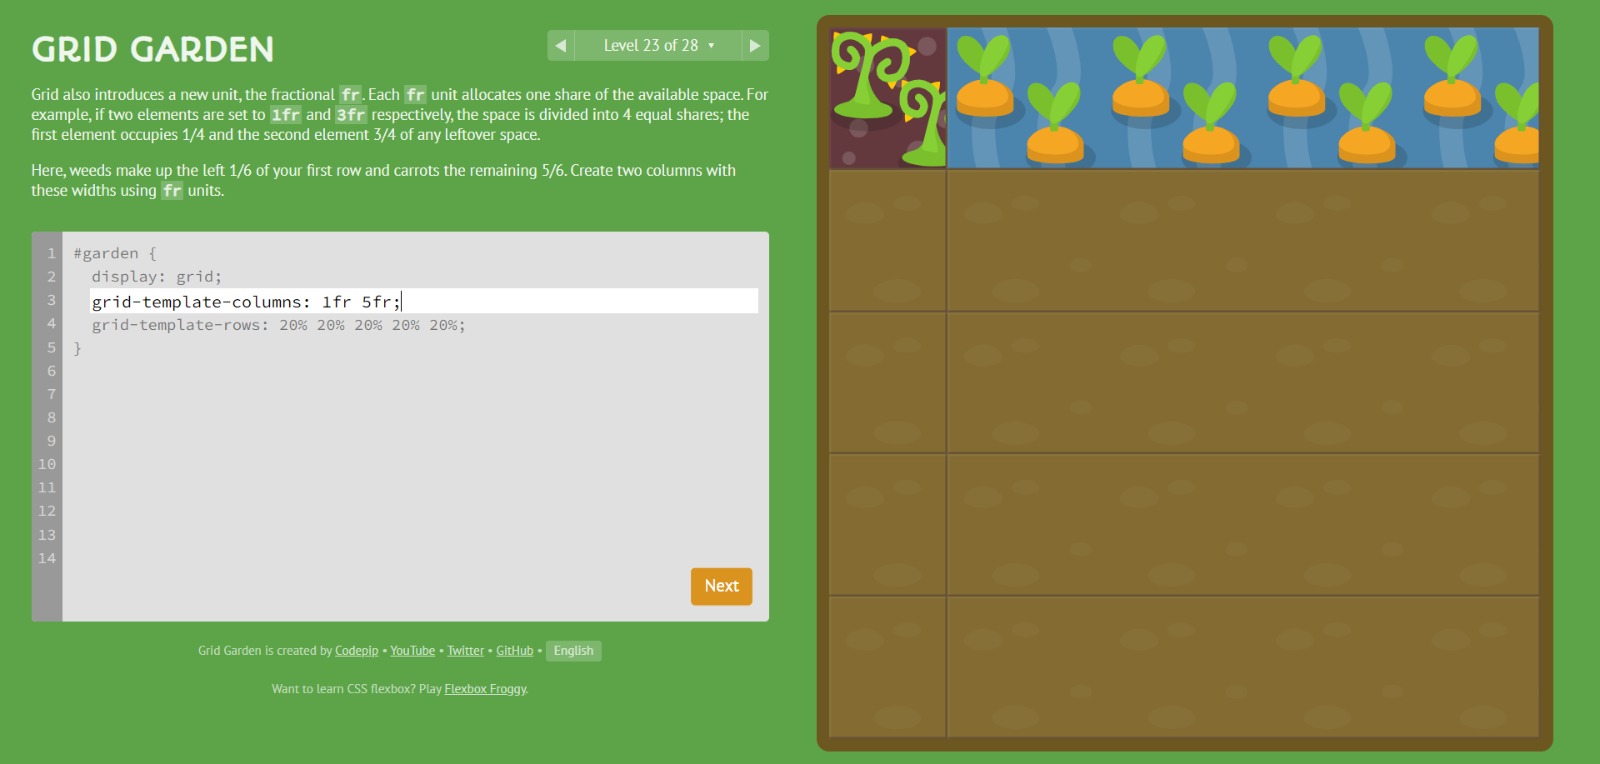 GRID GARDEN
◀ Level 23 of 28 ▾ ▶
Grid also introduces a new unit, the fractional fr. Each fr unit allocates one share of the available space. For
example, if two elements are set to 1fr and 3fr respectively, the space is divided into 4 equal shares; the
first element occupies 1/4 and the second element 3/4 of any leftover space.
Here, weeds make up the left 1/6 of your first row and carrots the remaining 5/6. Create two columns with
these widths using fr units.
1 #garden {
2 display: grid;
3 grid-template-columns: 1fr 5fr;
4 grid-template-rows: 20% 20% 20% 20% 20%;
5 }
6
7
8
9
10
11
12
13
14
Next
Grid Garden is created by Codepip • YouTube • Twitter • GitHub • English
Want to learn CSS flexbox? Play Flexbox Froggy.